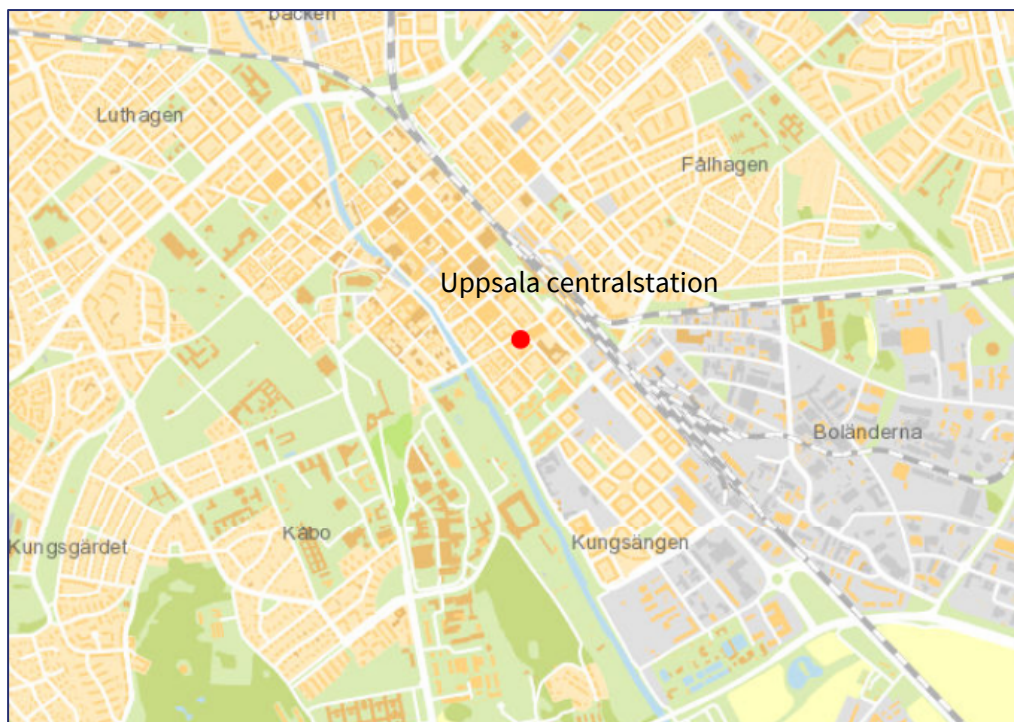 backen
Luthagen
Fålhagen
Uppsala centralstation
Boländerna
Kåbo
Kungsängen
Kungsgärdet